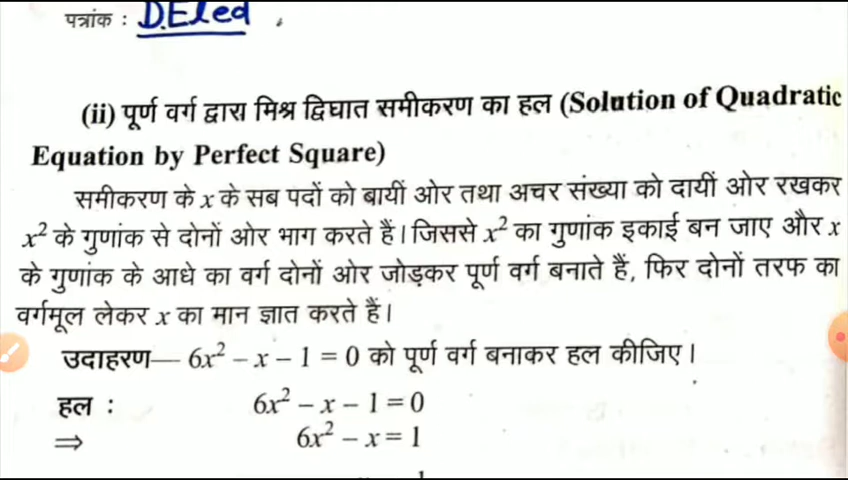 पत्रांक : D.Eled
(ii) पूर्ण वर्ग द्वारा मिश्र द्विघात समीकरण का हल (Solution of Quadratic
Equation by Perfect Square)
समीकरण के x के सब पदों को बायीं ओर तथा अचर संख्या को दायीं ओर रखकर
x² के गुणांक से दोनों ओर भाग करते हैं। जिससे x² का गुणांक इकाई बन जाए और x
के गुणांक के आधे का वर्ग दोनों ओर जोड़कर पूर्ण वर्ग बनाते हैं, फिर दोनों तरफ का
वर्गमूल लेकर x का मान ज्ञात करते हैं।
उदाहरण— 6x² – x – 1 = 0 को पूर्ण वर्ग बनाकर हल कीजिए।
हल : 6x² – x – 1 = 0
⇒ 6x² – x = 1